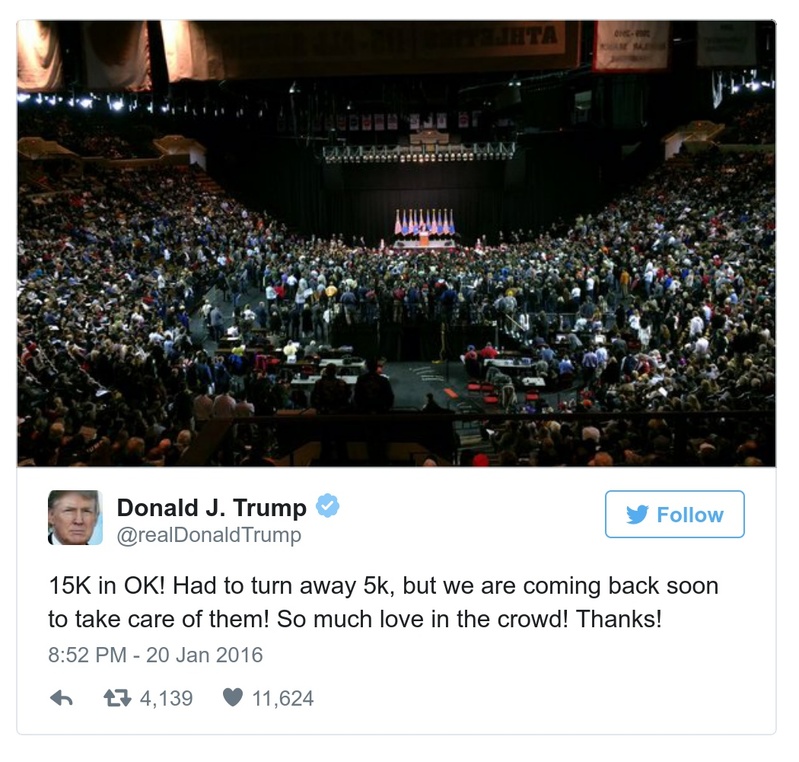 Donald J. Trump
@realDonaldTrump
Follow
15K in OK! Had to turn away 5k, but we are coming back soon
to take care of them! So much love in the crowd! Thanks!
8:52 PM - 20 Jan 2016
4,139 11,624